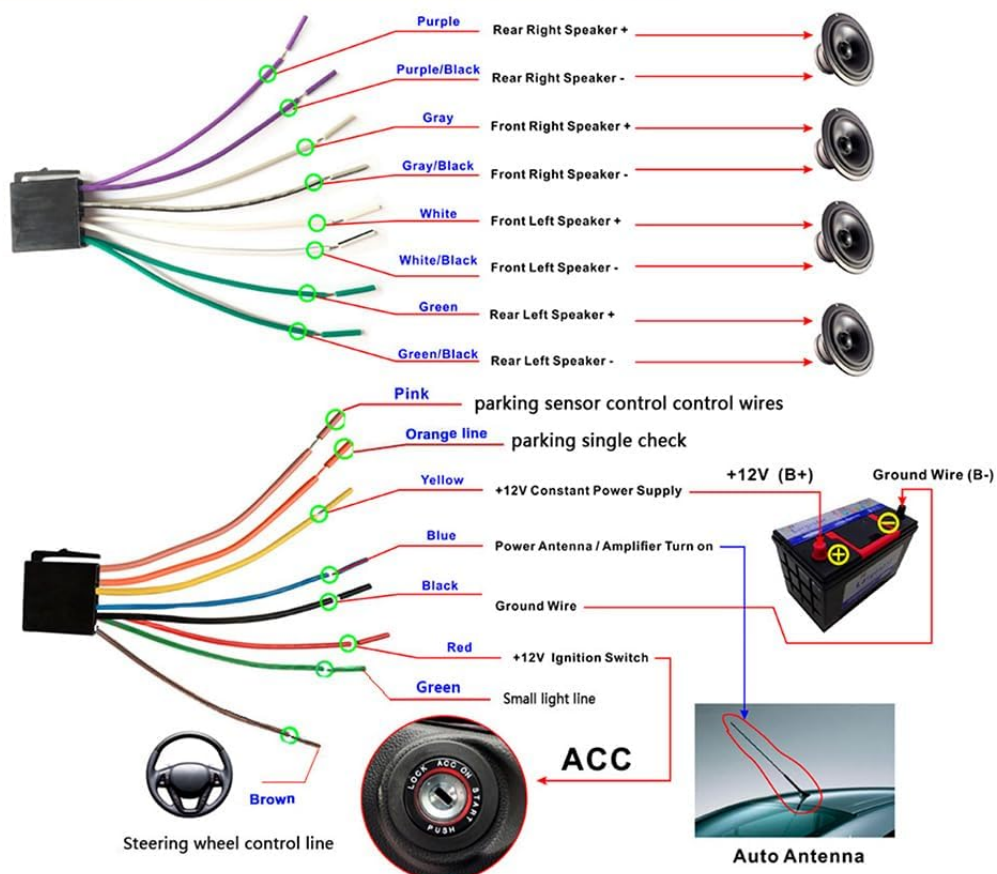 Purple
Rear Right Speaker +
Purple/Black
Rear Right Speaker -
Gray
Front Right Speaker +
Gray/Black
Front Right Speaker -
White
Front Left Speaker +
White/Black
Front Left Speaker -
Green
Rear Left Speaker +
Green/Black
Rear Left Speaker -
Pink
parking sensor control control wires
Orange line
parking single check
Yellow
+12V Constant Power Supply
+12V (B+)
Ground Wire (B-)
Blue
Power Antenna / Amplifier Turn on
Black
Ground Wire
Red
+12V Ignition Switch
Green
Small light line
ACC
LOCK ACC ON START
PUSH
Brown
Steering wheel control line
Auto Antenna